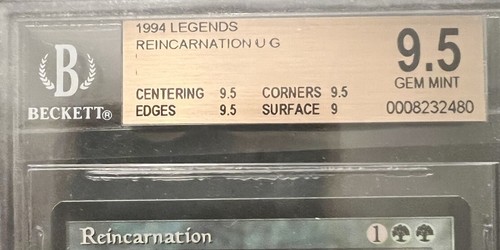 1994 LEGENDS
REINCARNATION U G
9.5
GEM MINT
CENTERING 9.5 CORNERS 9.5
EDGES 9.5 SURFACE 9
0008232480
B
BECKETT®
Reincarnation 1